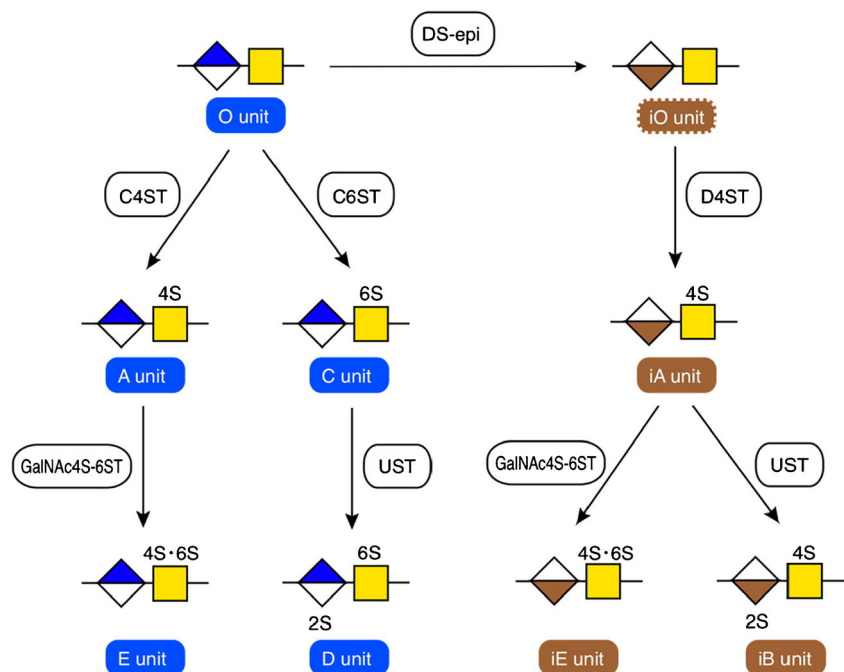 DS-epi
O unit
iO unit
C4ST
C6ST
D4ST
4S
6S
4S
A unit
C unit
iA unit
GalNAc4S-6ST
UST
GalNAc4S-6ST
UST
4S·6S
6S
4S·6S
4S
2S
2S
E unit
D unit
iE unit
iB unit